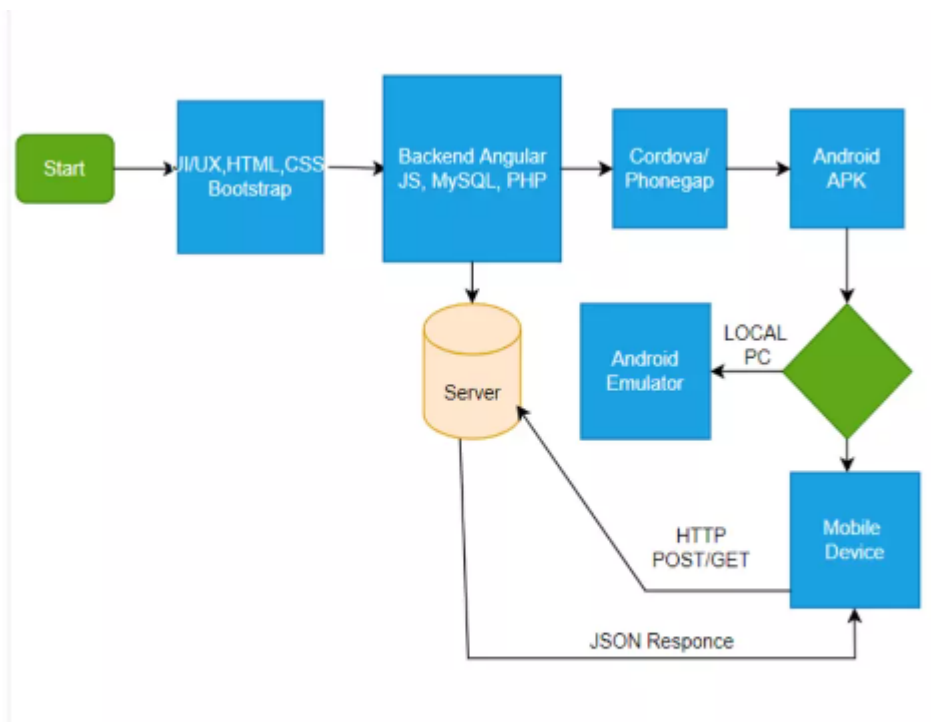 Start
UI/UX,HTML,CSS
Bootstrap
Backend Angular
JS, MySQL, PHP
Cordova/
Phonegap
Android
APK
Server
Android
Emulator
LOCAL
PC
Mobile
Device
HTTP
POST/GET
JSON Responce